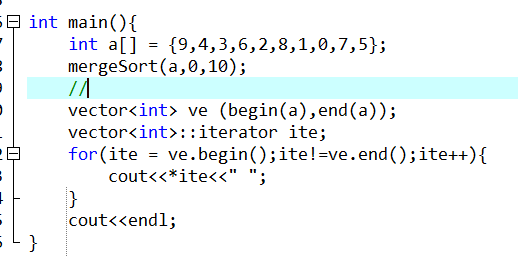 int main(){
int a[] = {9,4,3,6,2,8,1,0,7,5};
mergeSort(a,0,10);
//
vector<int> ve (begin(a),end(a));
vector<int>::iterator ite;
for(ite = ve.begin();ite!=ve.end();ite++){
cout<<*ite<<" ";
}
cout<<endl;
}